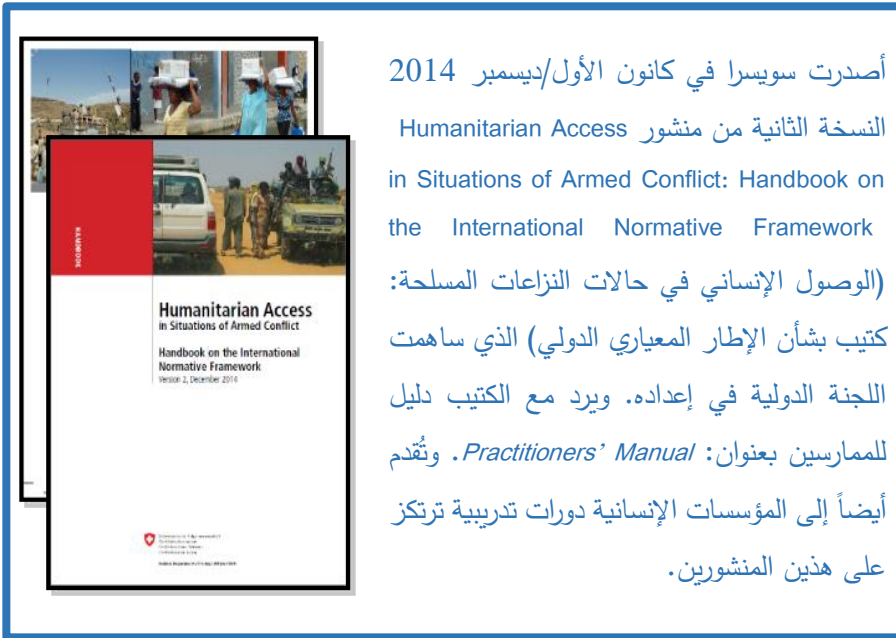 أصدرت سويسرا في كانون الأول/ديسمبر 2014
النسخة الثانية من منشور Humanitarian Access
in Situations of Armed Conflict: Handbook on
the International Normative Framework
(الوصول الإنساني في حالات النزاعات المسلحة:
كتيب بشأن الإطار المعياري الدولي) الذي ساهمت
اللجنة الدولية في إعداده. ويرد مع الكتيب دليل
للممارسين بعنوان: Practitioners' Manual. وتُقدم
أيضاً إلى المؤسسات الإنسانية دورات تدريبية ترتكز
على هذين المنشورين.
HANDBOOK
Humanitarian Access
in Situations of Armed Conflict
Handbook on the International
Normative Framework
Version 2, December 2014